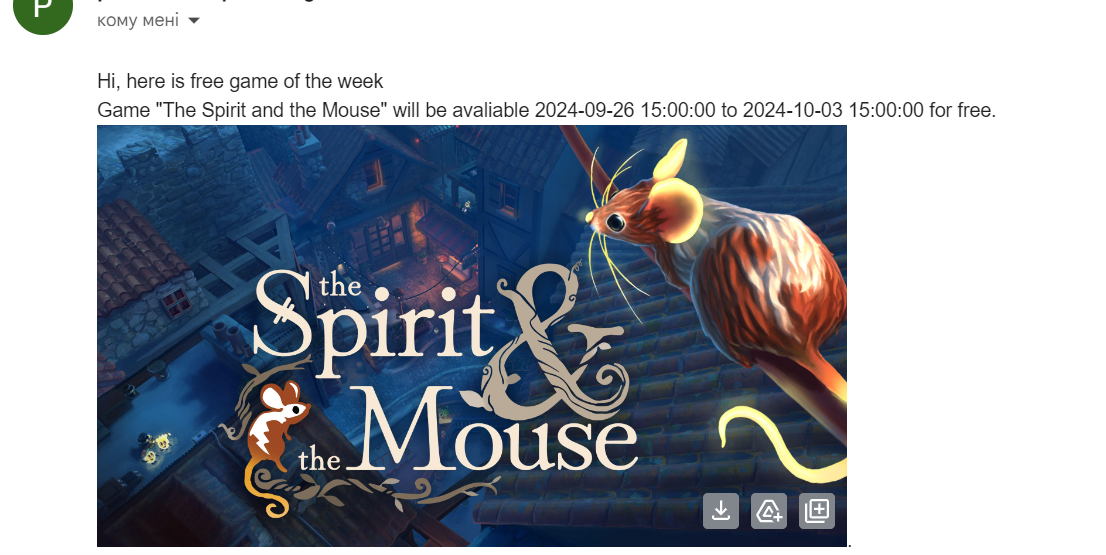 P
кому мені
Hi, here is free game of the week
Game "The Spirit and the Mouse" will be avaliable 2024-09-26 15:00:00 to 2024-10-03 15:00:00 for free.
the
Spirit &
the Mouse
.